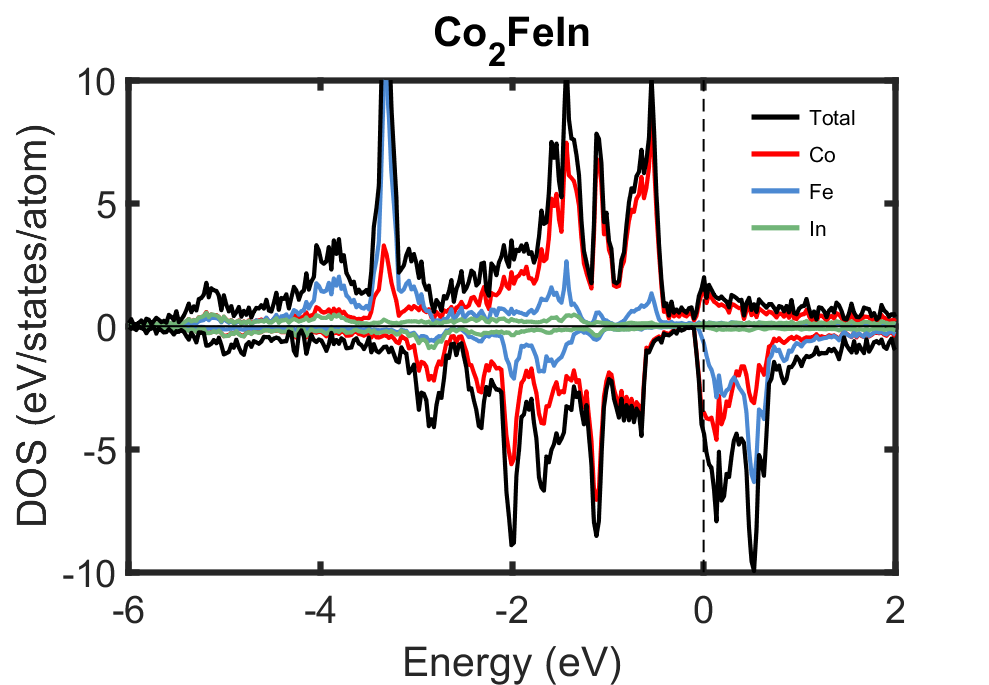 Co₂FeIn
DOS (eV/states/atom)
10
5
0
-5
-10
Total
Co
Fe
In
-6
-4
-2
0
2
Energy (eV)